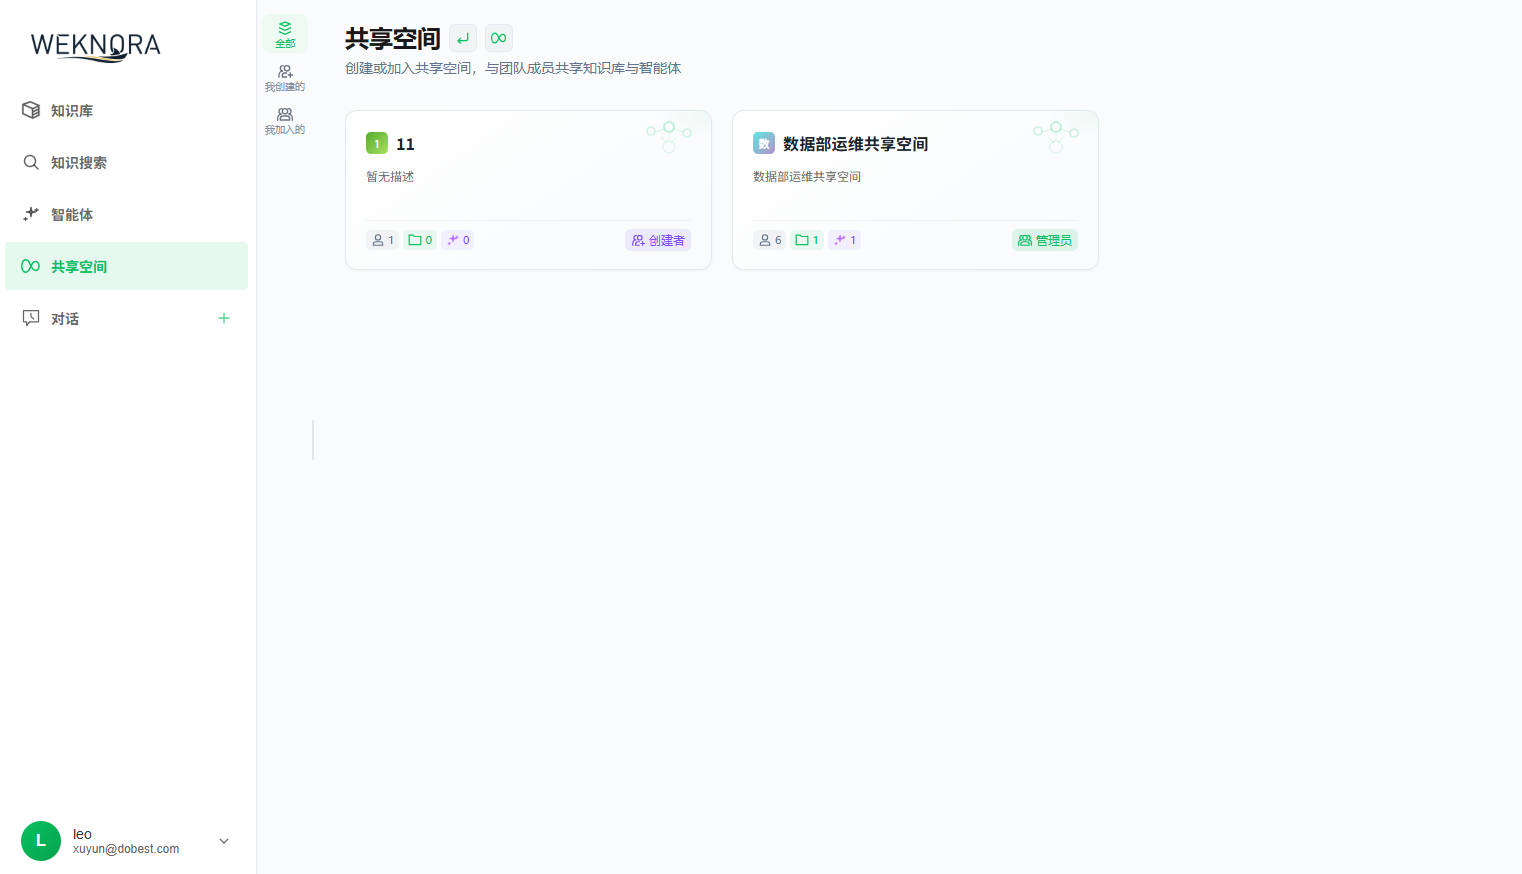 WEKNORA
知识库
知识搜索
智能体
共享空间
对话
L
leo
xuyun@dobest.com
全部
我创建的
我加入的
共享空间
创建或加入共享空间，与团队成员共享知识库与智能体
1 11
暂无描述
1 0 0 创建者
数 数据部运维共享空间
数据部运维共享空间
6 1 1 管理员